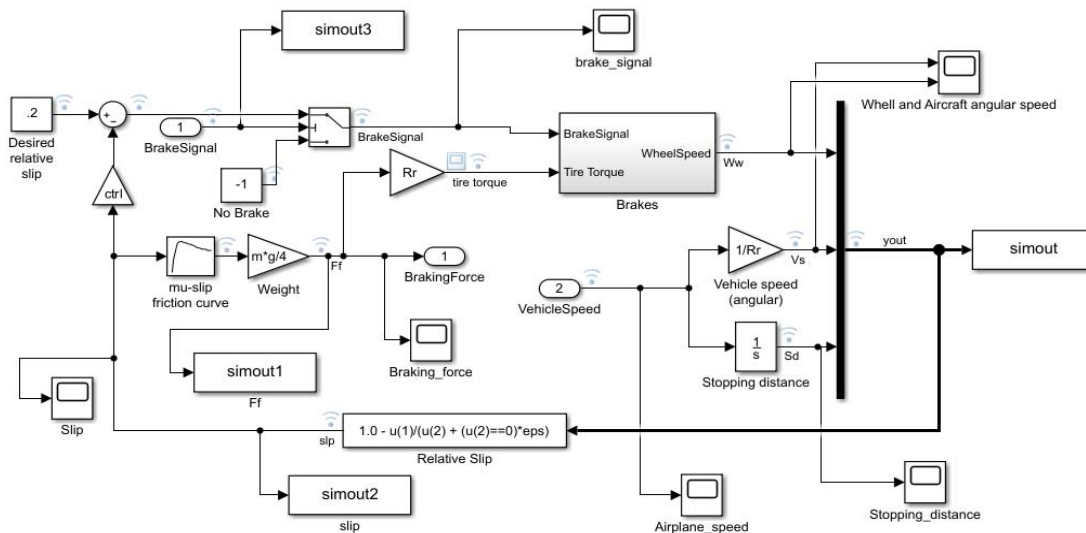 simout3
brake_signal
.2
Desired
relative
slip
+
−
1
BrakeSignal
BrakeSignal
-1
No Brake
ctrl
Rr
tire torque
BrakeSignal
WheelSpeed
Tire Torque
Brakes
Ww
Whell and Aircraft angular speed
mu-slip
friction curve
m*g/4
Weight
Ff
1
BrakingForce
Braking_force
2
VehicleSpeed
1/Rr
Vs
Vehicle speed
(angular)
yout
simout
1
s
Sd
Stopping distance
simout1
Ff
Slip
slp
1.0 - u(1)/(u(2) + (u(2)==0)*eps)
Relative Slip
simout2
slip
Airplane_speed
Stopping_distance